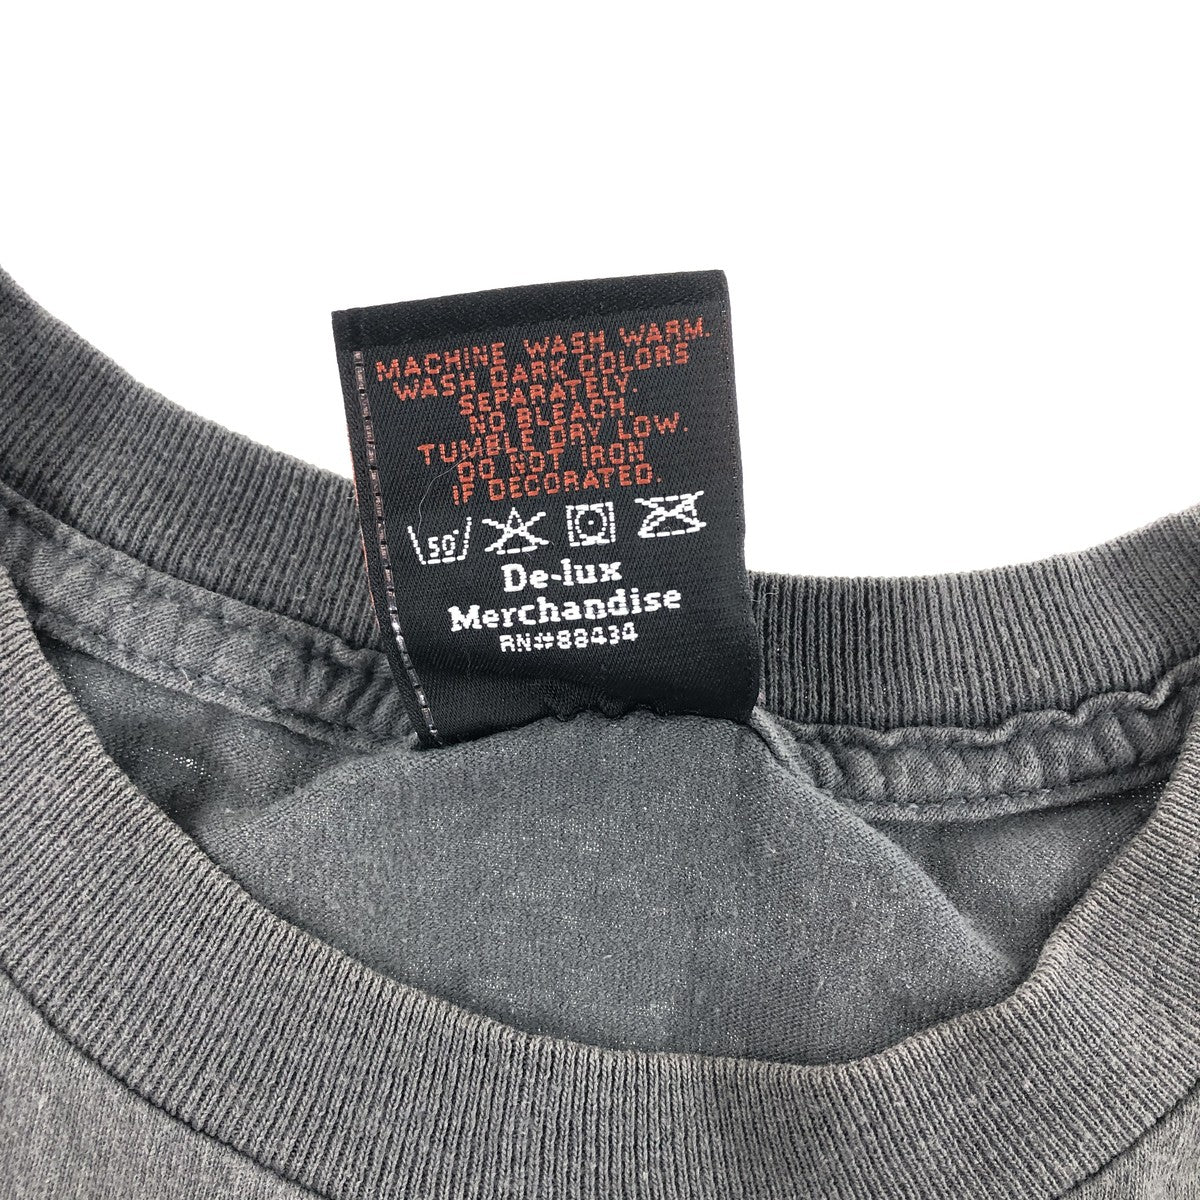 MACHINE WASH WARM.
WASH DARK COLORS
SEPARATELY.
NO BLEACH.
TUMBLE DRY LOW.
DO NOT IRON
IF DECORATED.
50°
De-lux
Merchandise
RN#88434